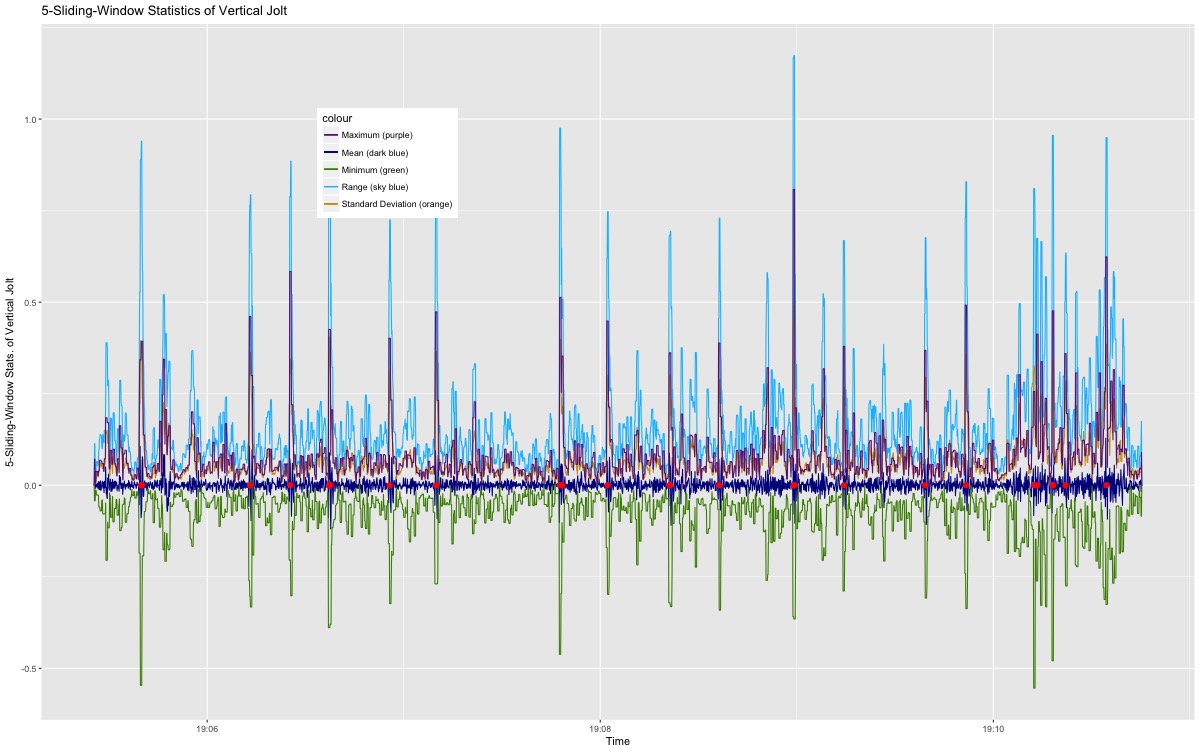 5-Sliding-Window Statistics of Vertical Jolt
colour
Maximum (purple)
Mean (dark blue)
Minimum (green)
Range (sky blue)
Standard Deviation (orange)
5-Sliding-Window Stats. of Vertical Jolt
1.0
0.5
0.0
-0.5
19:06
19:08
19:10
Time